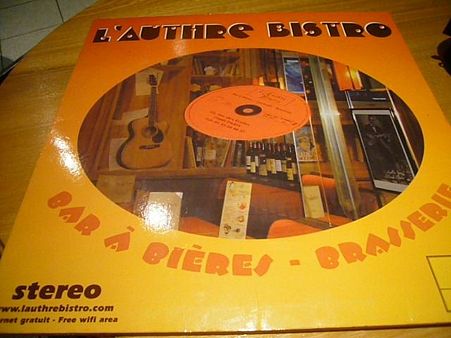 L'AUTHRE BISTRO
BAR À BIÈRES - BRASSERIE
stereo
www.lauthrebistro.com
rnet gratuit - Free wifi area